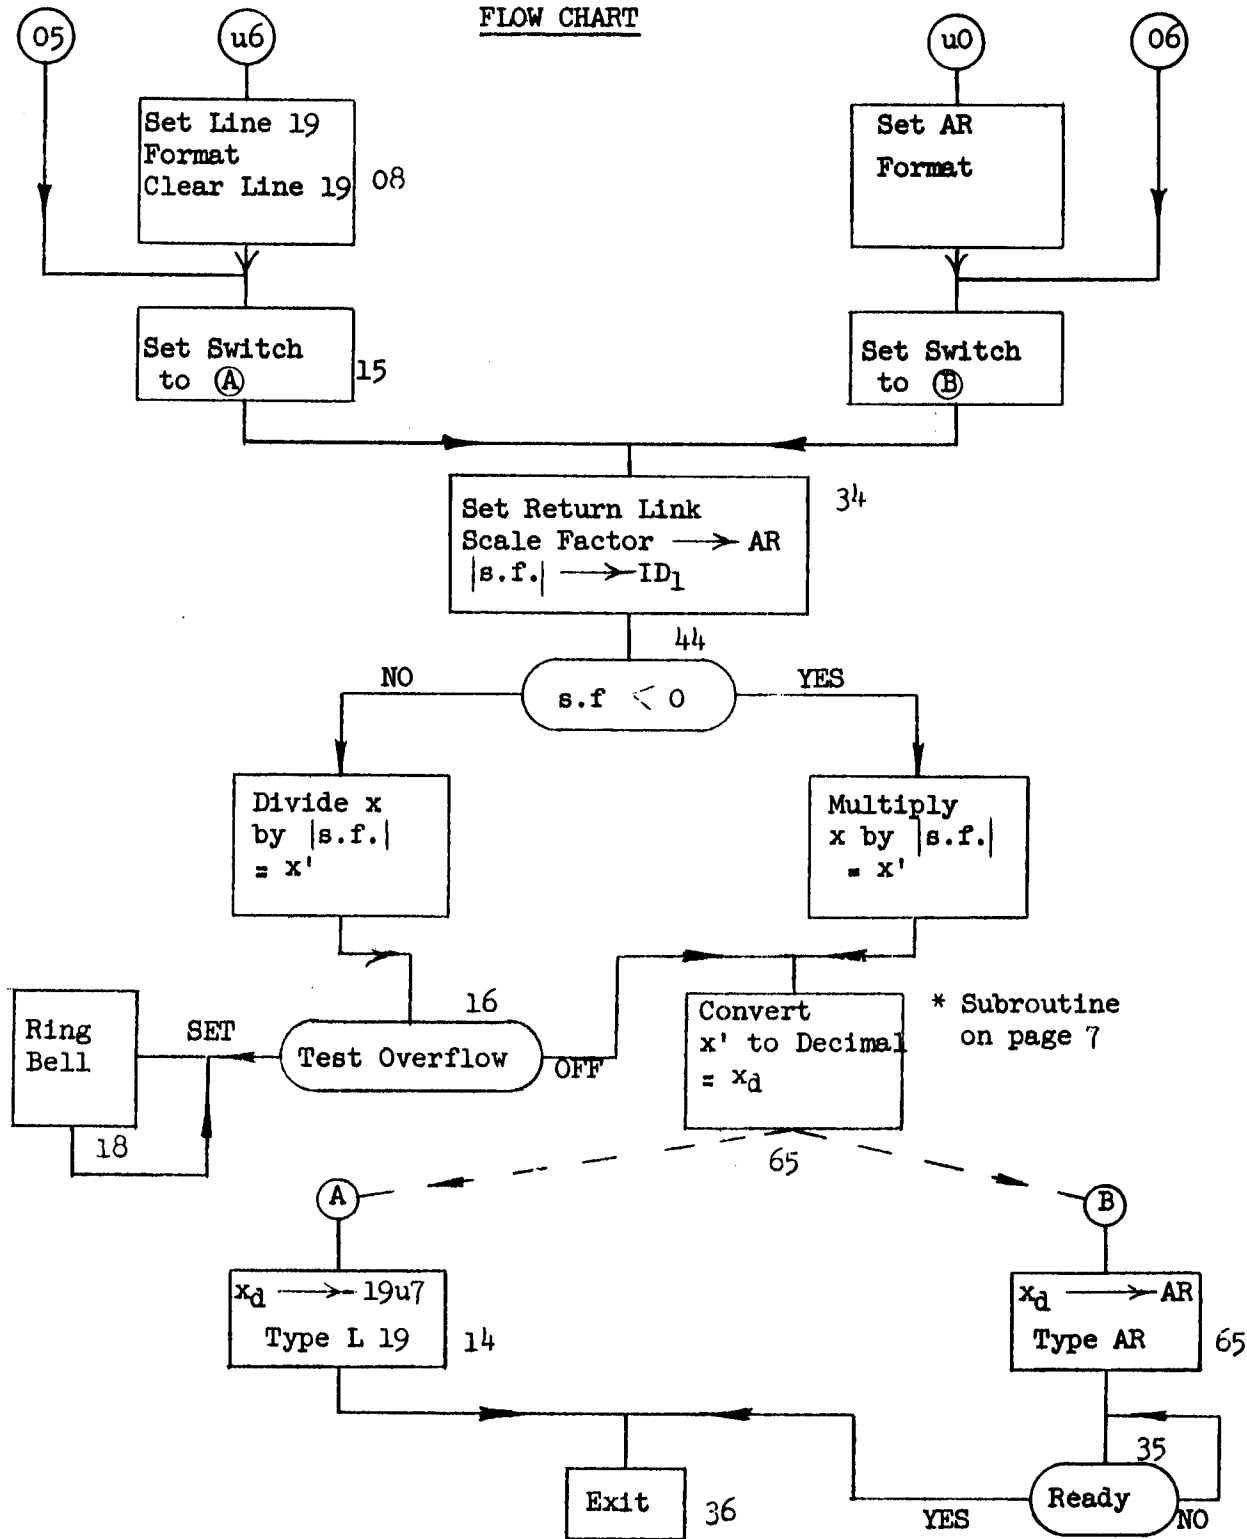 FLOW CHART
05
u6
u0
06
Set Line 19
Format
Clear Line 19
08
Set AR
Format
Set Switch
to Ⓐ
15
Set Switch
to Ⓑ
Set Return Link
Scale Factor → AR
|s.f.| → ID₁
34
44
NO
s.f < 0
YES
Divide x
by |s.f.|
= x'
Multiply
x by |s.f.|
= x'
16
Ring
Bell
SET
Test Overflow
OFF
18
Convert
x' to Decimal
= x_d
* Subroutine
on page 7
65
A
B
x_d → 19u7
Type L 19
14
x_d → AR
Type AR
65
35
Exit
36
YES
Ready
NO